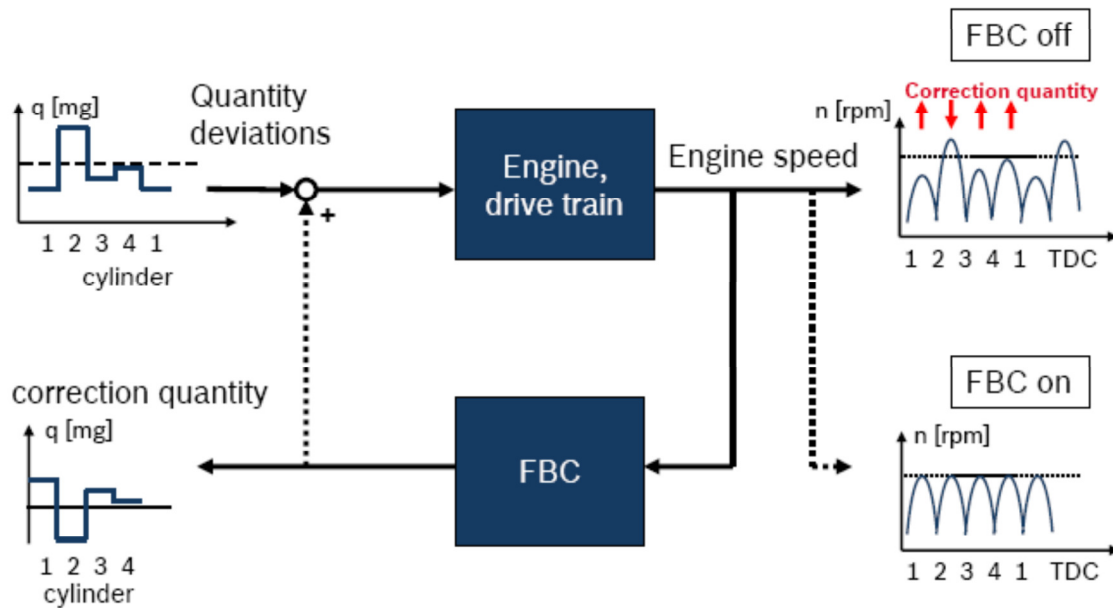 FBC off
Correction quantity
n [rpm]
q [mg]
Quantity
deviations
Engine,
drive train
Engine speed
+
1 2 3 4 1
cylinder
1 2 3 4 1 TDC
FBC on
correction quantity
q [mg]
n [rpm]
FBC
1 2 3 4
cylinder
1 2 3 4 1 TDC